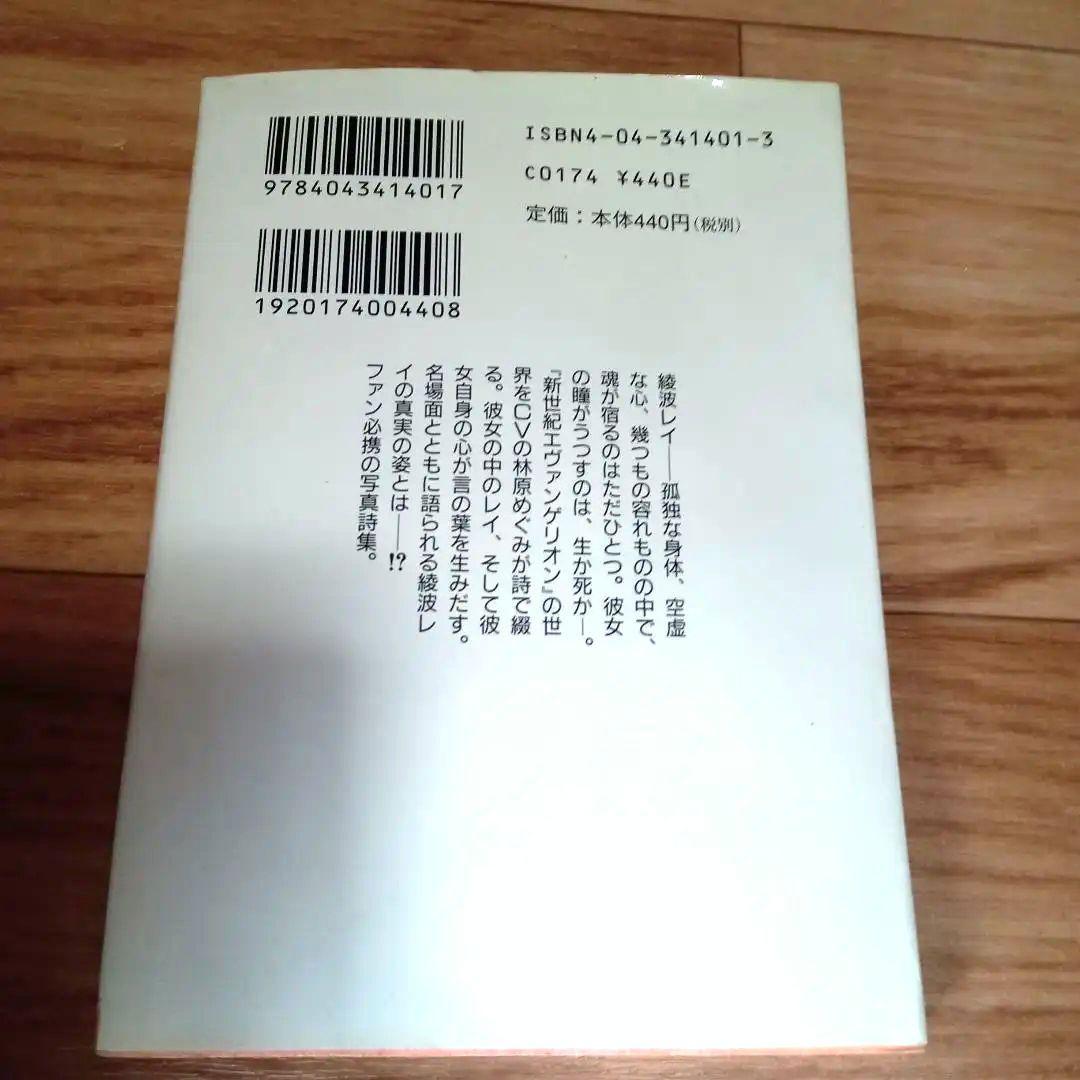 9784043414017
1920174004408
ISBN4-04-341401-3
C0174 ¥440E
定価：本体440円(税別)
綾波レイ――孤独な身体、空虚
な心、幾つもの容れものの中で、
魂が宿るのはただひとつ。彼女
の瞳がうつすのは、生か死か―。
『新世紀エヴァンゲリオン』の世
界をCVの林原めぐみが詩で綴
る。彼女の中のレイ、そして彼
女自身の心が言の葉を生みだす。
名場面とともに語られる綾波レ
イの真実の姿とは――!?
ファン必携の写真詩集。